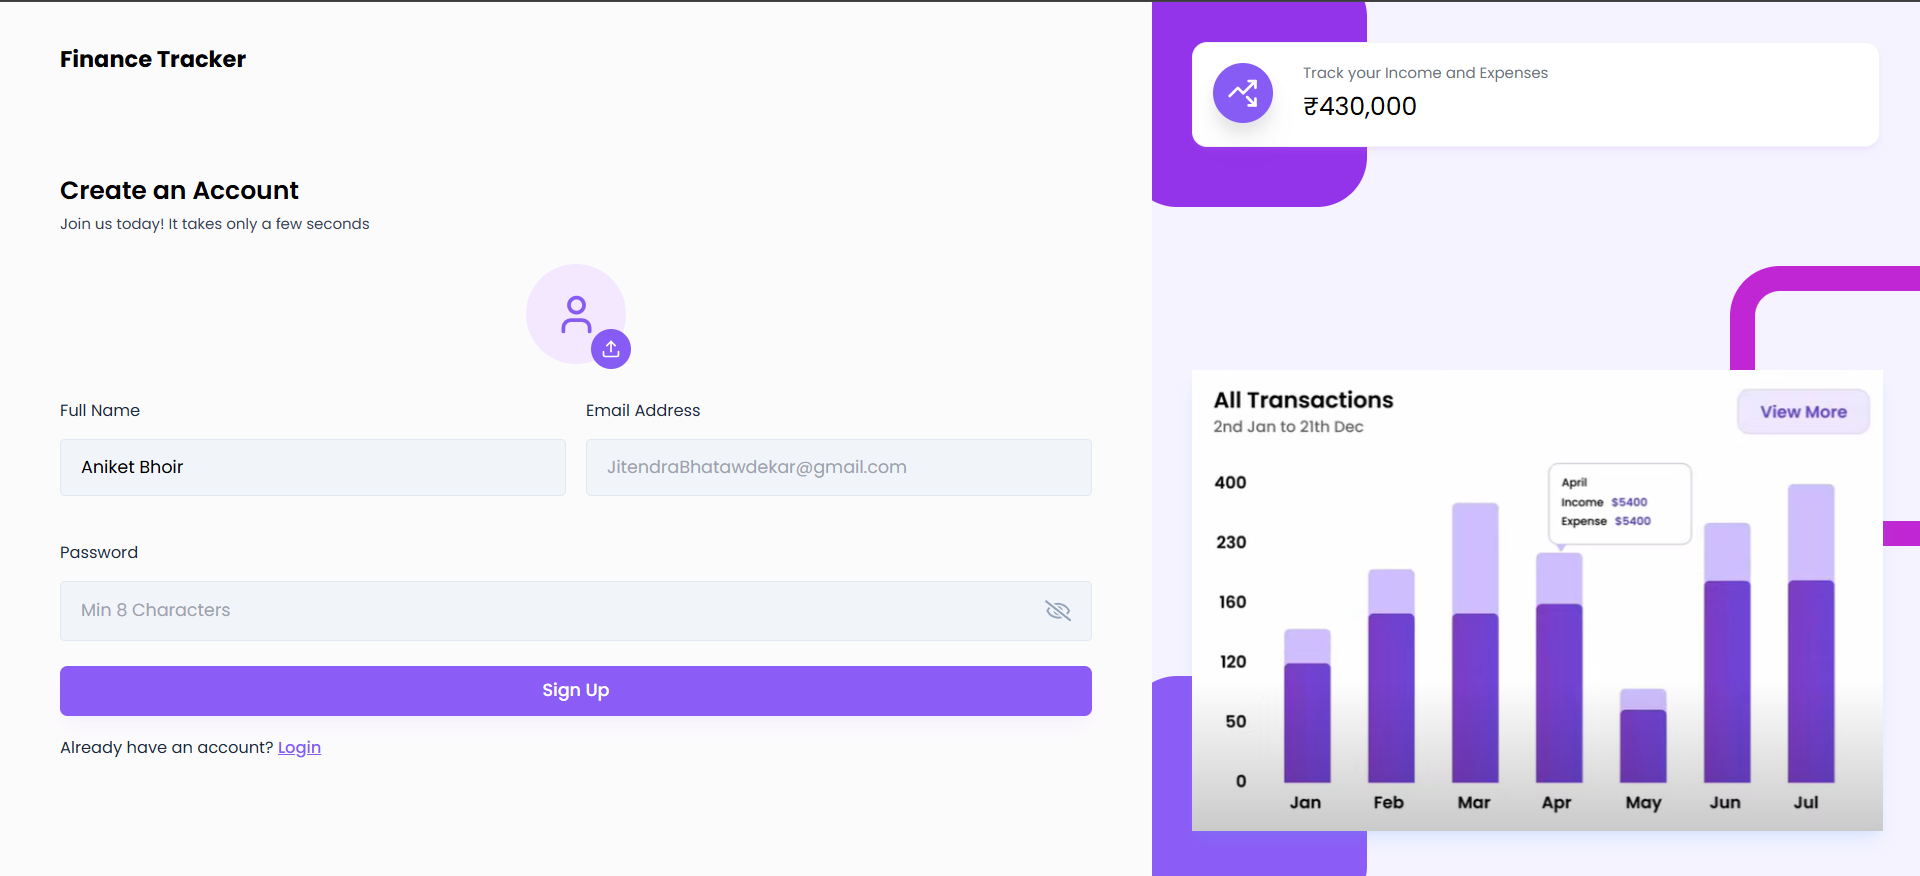 Finance Tracker
Create an Account
Join us today! It takes only a few seconds
Full Name
Email Address
Aniket Bhoir
JitendraBhatawdekar@gmail.com
Password
Min 8 Characters
Sign Up
Already have an account? Login
Track your Income and Expenses
₹430,000
All Transactions
2nd Jan to 21th Dec
View More
April
Income $5400
Expense $5400
400
230
160
120
50
0
Jan Feb Mar Apr May Jun Jul